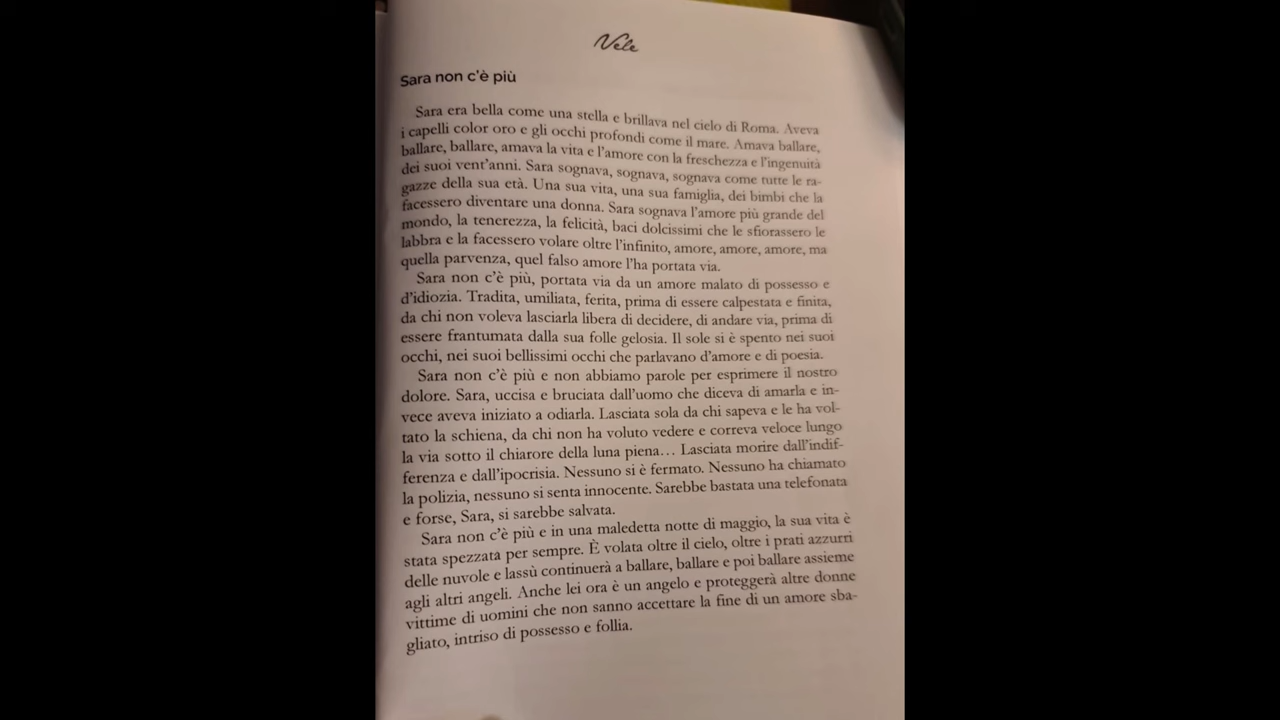 Vele
Sara non c'è più
Sara era bella come una stella e brillava nel cielo di Roma. Aveva
i capelli color oro e gli occhi profondi come il mare. Amava ballare,
ballare, ballare, amava la vita e l'amore con la freschezza e l'ingenuità
dei suoi vent'anni. Sara sognava, sognava, sognava come tutte le ra-
gazze della sua età. Una sua vita, una sua famiglia, dei bimbi che la
facessero diventare una donna. Sara sognava l'amore più grande del
mondo, la tenerezza, la felicità, baci dolcissimi che le sfiorassero le
labbra e la facessero volare oltre l'infinito, amore, amore, amore, ma
quella parvenza, quel falso amore l'ha portata via.
Sara non c'è più, portata via da un amore malato di possesso e
d'idiozia. Tradita, umiliata, ferita, prima di essere calpestata e finita,
da chi non voleva lasciarla libera di decidere, di andare via, prima di
essere frantumata dalla sua folle gelosia. Il sole si è spento nei suoi
occhi, nei suoi bellissimi occhi che parlavano d'amore e di poesia.
Sara non c'è più e non abbiamo parole per esprimere il nostro
dolore. Sara, uccisa e bruciata dall'uomo che diceva di amarla e in-
vece aveva iniziato a odiarla. Lasciata sola da chi sapeva e le ha vol-
tato la schiena, da chi non ha voluto vedere e correva veloce lungo
la via sotto il chiarore della luna piena… Lasciata morire dall'indif-
ferenza e dall'ipocrisia. Nessuno si è fermato. Nessuno ha chiamato
la polizia, nessuno si senta innocente. Sarebbe bastata una telefonata
e forse, Sara, si sarebbe salvata.
Sara non c'è più e in una maledetta notte di maggio, la sua vita è
stata spezzata per sempre. È volata oltre il cielo, oltre i prati azzurri
delle nuvole e lassù continuerà a ballare, ballare e poi ballare assieme
agli altri angeli. Anche lei ora è un angelo e proteggerà altre donne
vittime di uomini che non sanno accettare la fine di un amore sba-
gliato, intriso di possesso e follia.